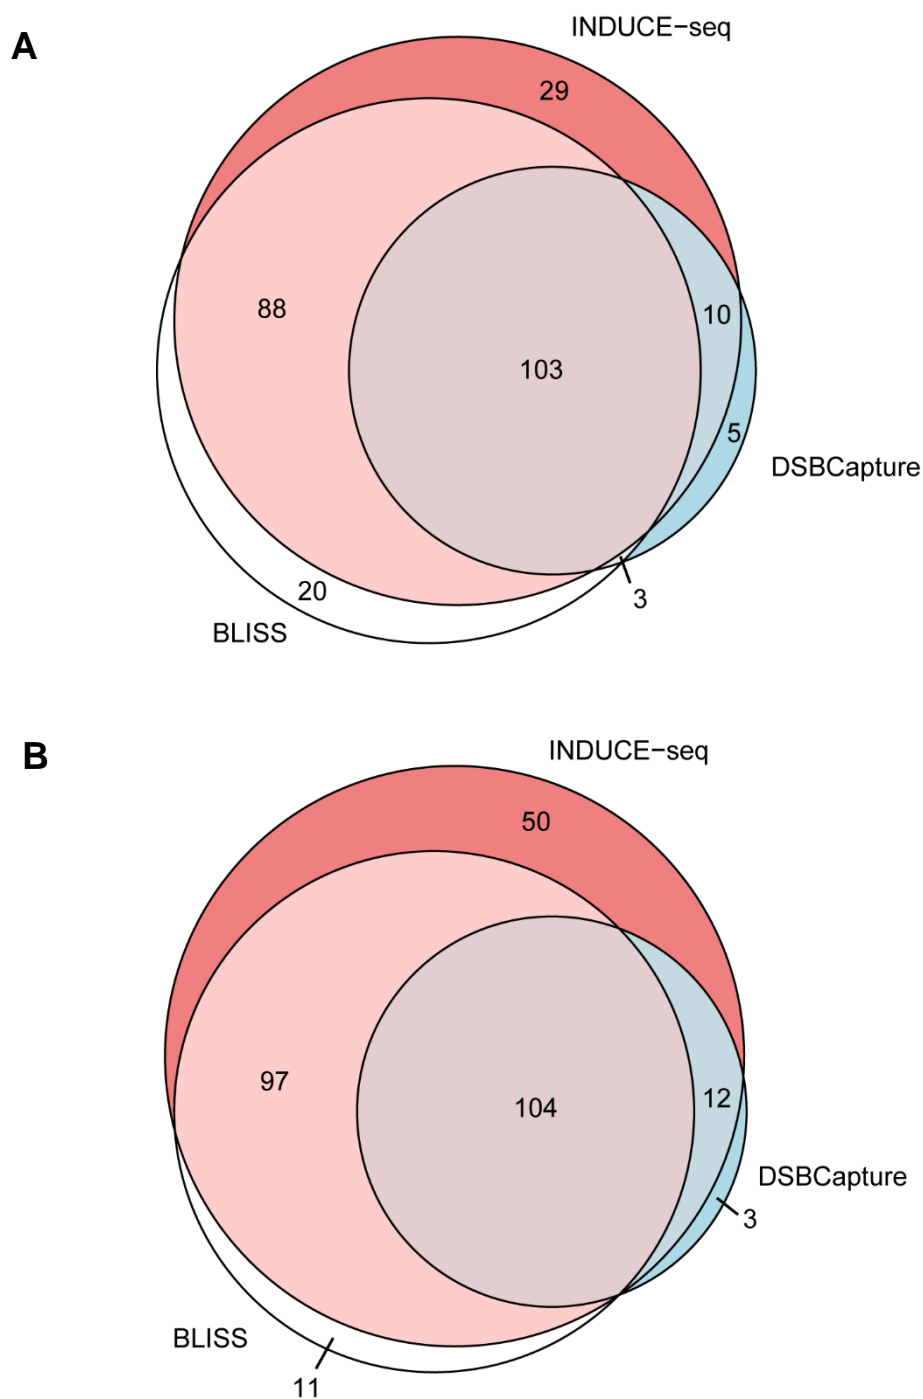 A
INDUCE−seq
29
88
10
103
5
DSBCapture
20
3
BLISS
B
INDUCE−seq
50
97
104
12
DSBCapture
3
BLISS
11